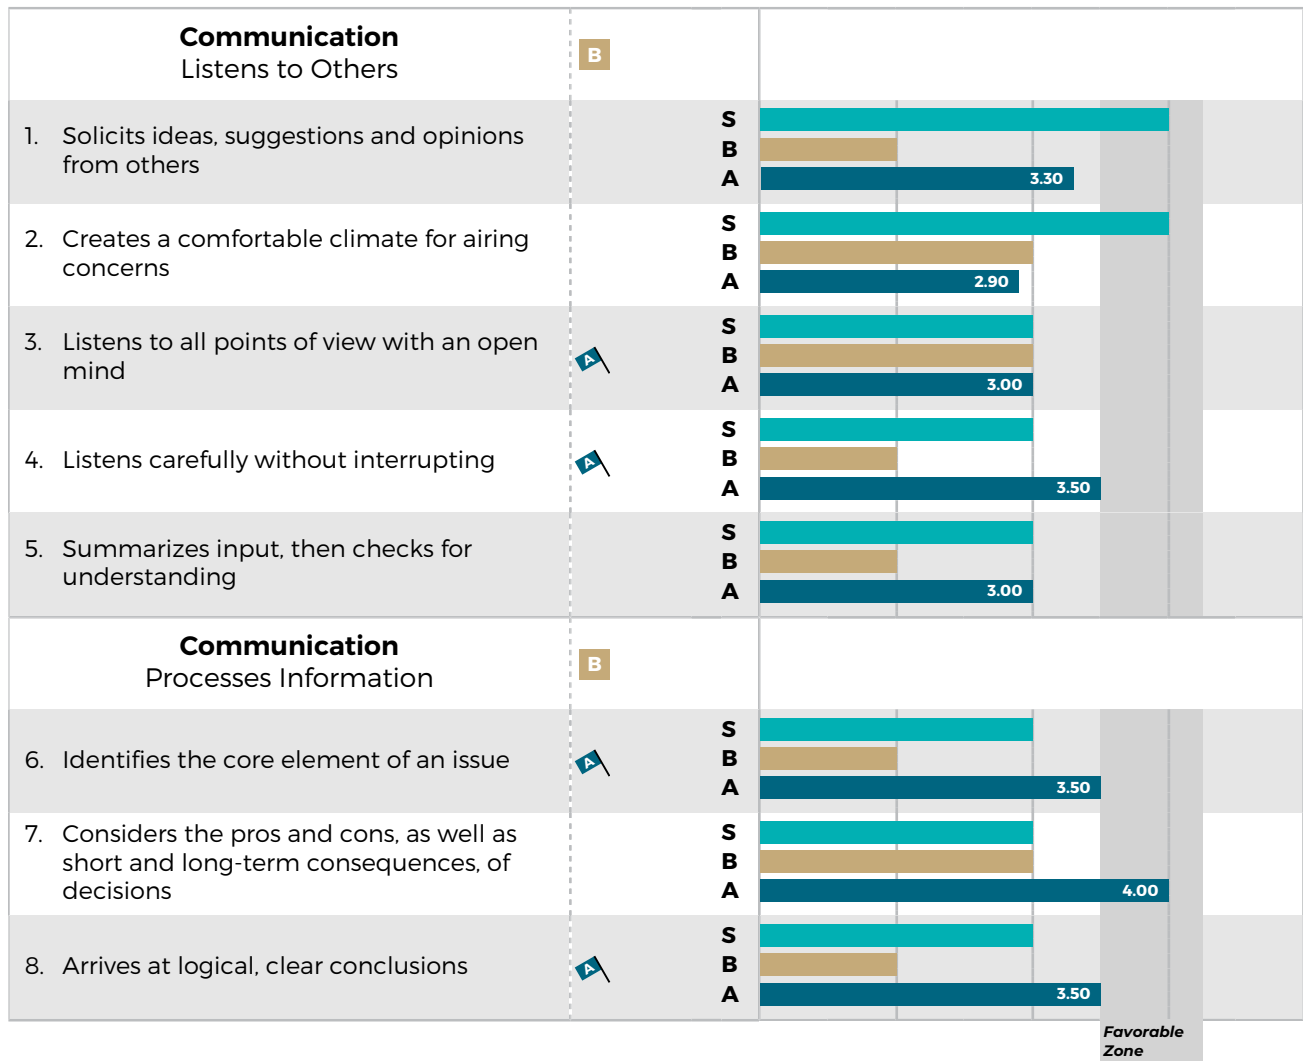 Communication
Listens to Others
B
1. Solicits ideas, suggestions and opinions
from others
S
B
A
3.30
2. Creates a comfortable climate for airing
concerns
S
B
A
2.90
3. Listens to all points of view with an open
mind
A
S
B
A
3.00
4. Listens carefully without interrupting
A
S
B
A
3.50
5. Summarizes input, then checks for
understanding
S
B
A
3.00
Communication
Processes Information
B
6. Identifies the core element of an issue
A
S
B
A
3.50
7. Considers the pros and cons, as well as
short and long-term consequences, of
decisions
S
B
A
4.00
8. Arrives at logical, clear conclusions
A
S
B
A
3.50
Favorable
Zone